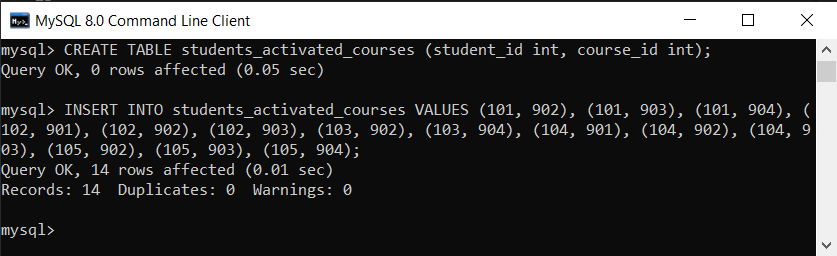 MySQL 8.0 Command Line Client
mysql> CREATE TABLE students_activated_courses (student_id int, course_id int);
Query OK, 0 rows affected (0.05 sec)
mysql> INSERT INTO students_activated_courses VALUES (101, 902), (101, 903), (101, 904), (
102, 901), (102, 902), (102, 903), (103, 902), (103, 904), (104, 901), (104, 902), (104, 9
03), (105, 902), (105, 903), (105, 904);
Query OK, 14 rows affected (0.01 sec)
Records: 14  Duplicates: 0  Warnings: 0
mysql>